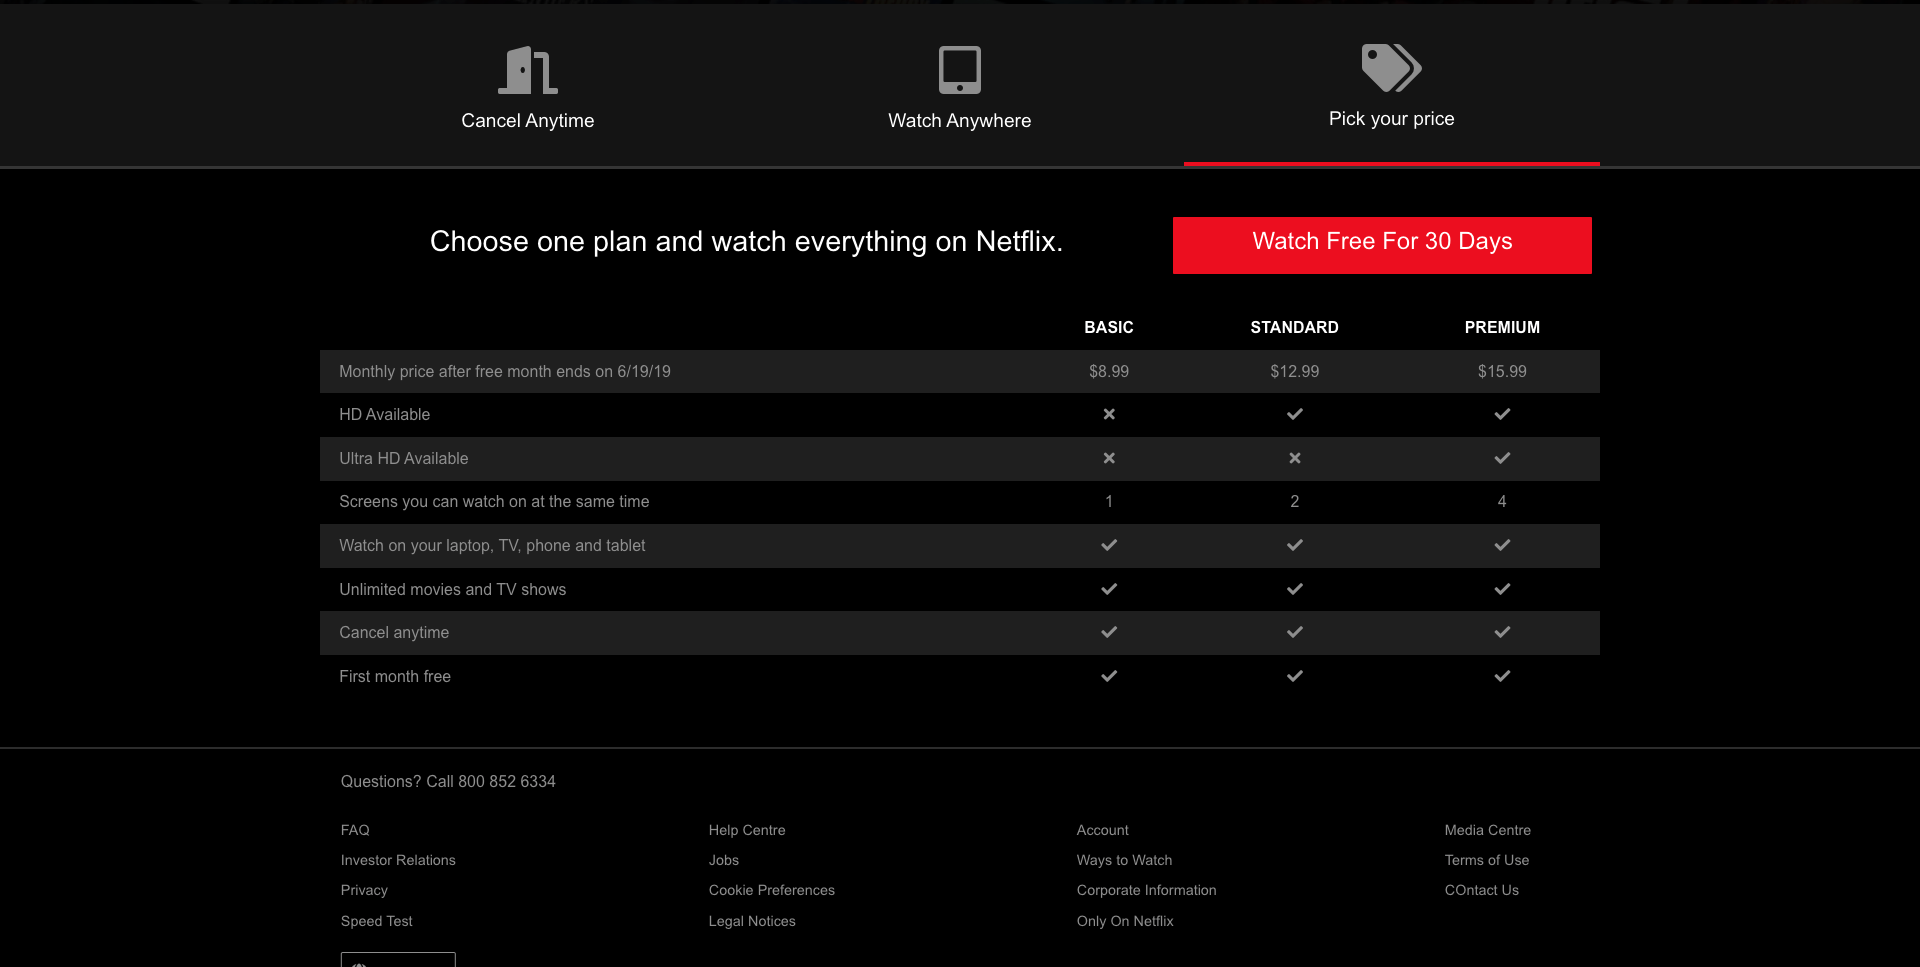 Cancel Anytime
Watch Anywhere
Pick your price
Choose one plan and watch everything on Netflix.
Watch Free For 30 Days
BASIC STANDARD PREMIUM
Monthly price after free month ends on 6/19/19 $8.99 $12.99 $15.99
HD Available
Ultra HD Available
Screens you can watch on at the same time 1 2 4
Watch on your laptop, TV, phone and tablet
Unlimited movies and TV shows
Cancel anytime
First month free
Questions? Call 800 852 6334
FAQ
Investor Relations
Privacy
Speed Test
Help Centre
Jobs
Cookie Preferences
Legal Notices
Account
Ways to Watch
Corporate Information
Only On Netflix
Media Centre
Terms of Use
COntact Us